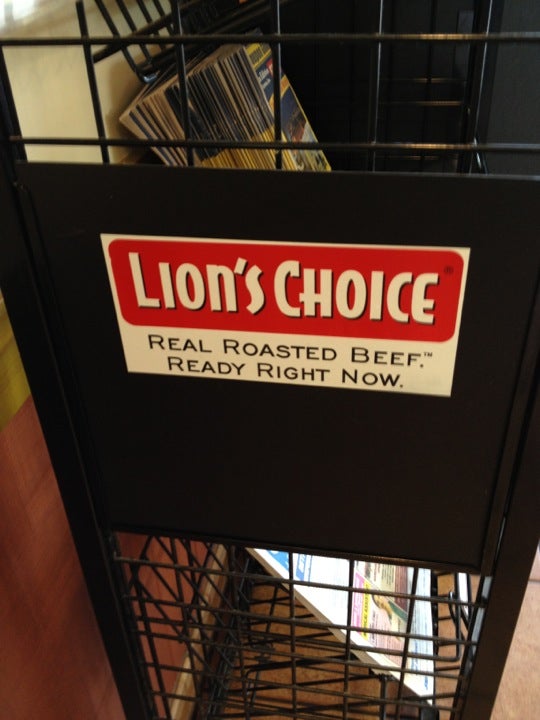 LION'S CHOICE®
REAL ROASTED BEEF.™
READY RIGHT NOW.